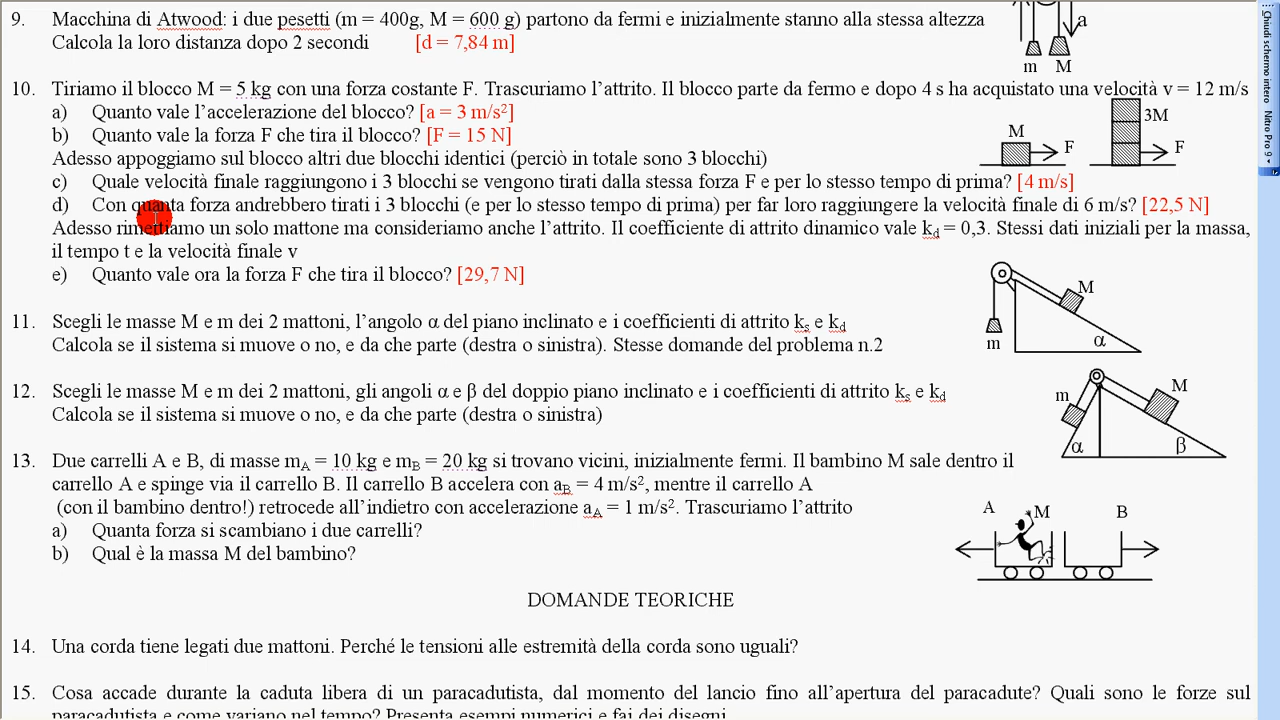 9. Macchina di Atwood: i due pesetti (m = 400g, M = 600 g) partono da fermi e inizialmente stanno alla stessa altezza
Calcola la loro distanza dopo 2 secondi [d = 7,84 m]
a
m M
10. Tiriamo il blocco M = 5 kg con una forza costante F. Trascuriamo l'attrito. Il blocco parte da fermo e dopo 4 s ha acquistato una velocità v = 12 m/s
a) Quanto vale l'accelerazione del blocco? [a = 3 m/s²]
b) Quanto vale la forza F che tira il blocco? [F = 15 N]
M F 3M F
Adesso appoggiamo sul blocco altri due blocchi identici (perciò in totale sono 3 blocchi)
c) Quale velocità finale raggiungono i 3 blocchi se vengono tirati dalla stessa forza F e per lo stesso tempo di prima? [4 m/s]
d) Con quanta forza andrebbero tirati i 3 blocchi (e per lo stesso tempo di prima) per far loro raggiungere la velocità finale di 6 m/s? [22,5 N]
Adesso rimettiamo un solo mattone ma consideriamo anche l'attrito. Il coefficiente di attrito dinamico vale kd = 0,3. Stessi dati iniziali per la massa,
il tempo t e la velocità finale v
e) Quanto vale ora la forza F che tira il blocco? [29,7 N]
11. Scegli le masse M e m dei 2 mattoni, l'angolo α del piano inclinato e i coefficienti di attrito ks e kd
Calcola se il sistema si muove o no, e da che parte (destra o sinistra). Stesse domande del problema n.2
M
m α
12. Scegli le masse M e m dei 2 mattoni, gli angoli α e β del doppio piano inclinato e i coefficienti di attrito ks e kd
Calcola se il sistema si muove o no, e da che parte (destra o sinistra)
m M
α β
13. Due carrelli A e B, di masse mA = 10 kg e mB = 20 kg si trovano vicini, inizialmente fermi. Il bambino M sale dentro il
carrello A e spinge via il carrello B. Il carrello B accelera con aB = 4 m/s², mentre il carrello A
(con il bambino dentro!) retrocede all'indietro con accelerazione aA = 1 m/s². Trascuriamo l'attrito
a) Quanta forza si scambiano i due carrelli?
b) Qual è la massa M del bambino?
A M B
DOMANDE TEORICHE
14. Una corda tiene legati due mattoni. Perché le tensioni alle estremità della corda sono uguali?
15. Cosa accade durante la caduta libera di un paracadutista, dal momento del lancio fino all'apertura del paracadute? Quali sono le forze sul
paracadutista e come variano nel tempo? Presenta esempi numerici e fai dei disegni
Chiudi schermo intero Nitro Pro 9